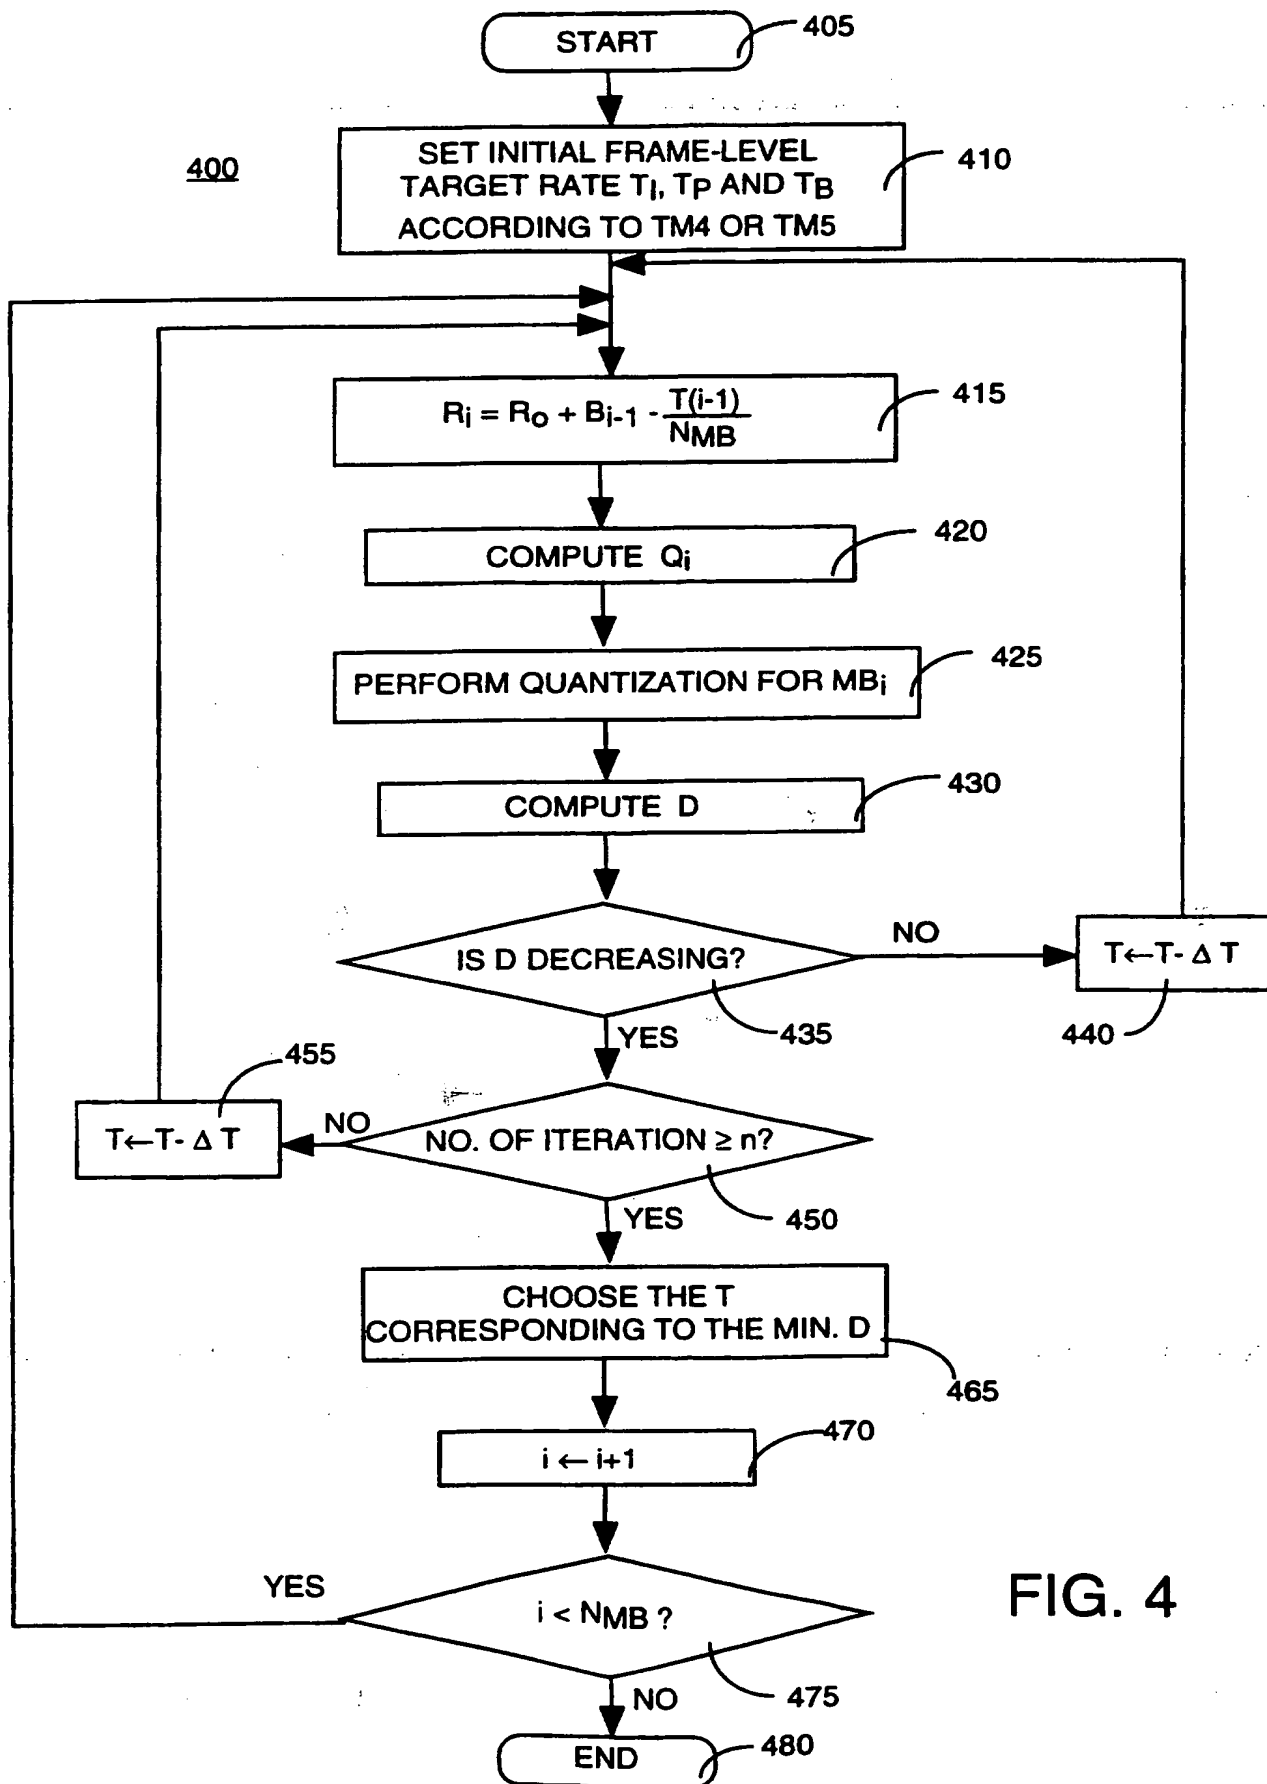 START
405
400
SET INITIAL FRAME-LEVEL
TARGET RATE TI, TP AND TB
ACCORDING TO TM4 OR TM5
410
Ri = Ro + Bi-1 - T(i-1)
NMB
415
COMPUTE Qi
420
PERFORM QUANTIZATION FOR MBi
425
COMPUTE D
430
IS D DECREASING?
435
NO
T←T- Δ T
440
YES
455
T←T- Δ T
NO
NO. OF ITERATION ≥ n?
450
YES
CHOOSE THE T
CORRESPONDING TO THE MIN. D
465
i ← i+1
470
YES
i < NMB ?
475
NO
END
480
FIG. 4